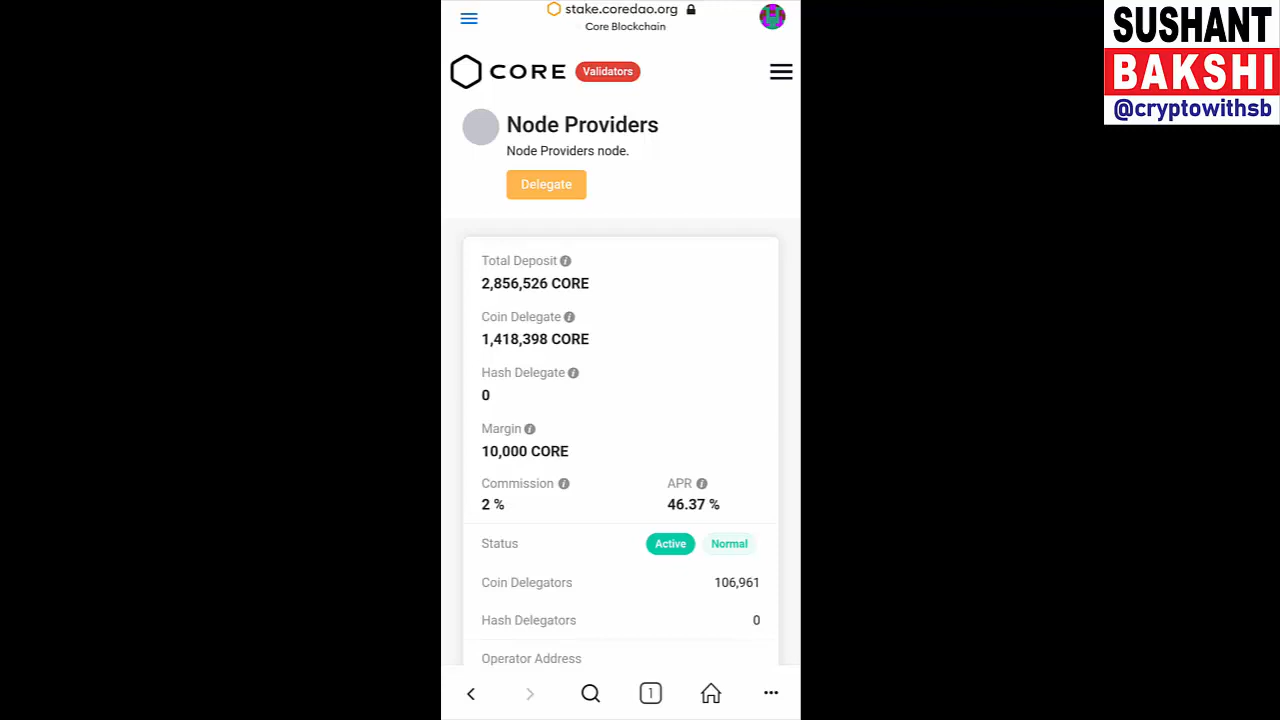 stake.coredao.org
Core Blockchain
SUSHANT
BAKSHI
@cryptowithsb
CORE Validators
Node Providers
Node Providers node.
Delegate
Total Deposit
2,856,526 CORE
Coin Delegate
1,418,398 CORE
Hash Delegate
0
Margin
10,000 CORE
Commission APR
2 % 46.37 %
Status Active Normal
Coin Delegators 106,961
Hash Delegators 0
Operator Address
1